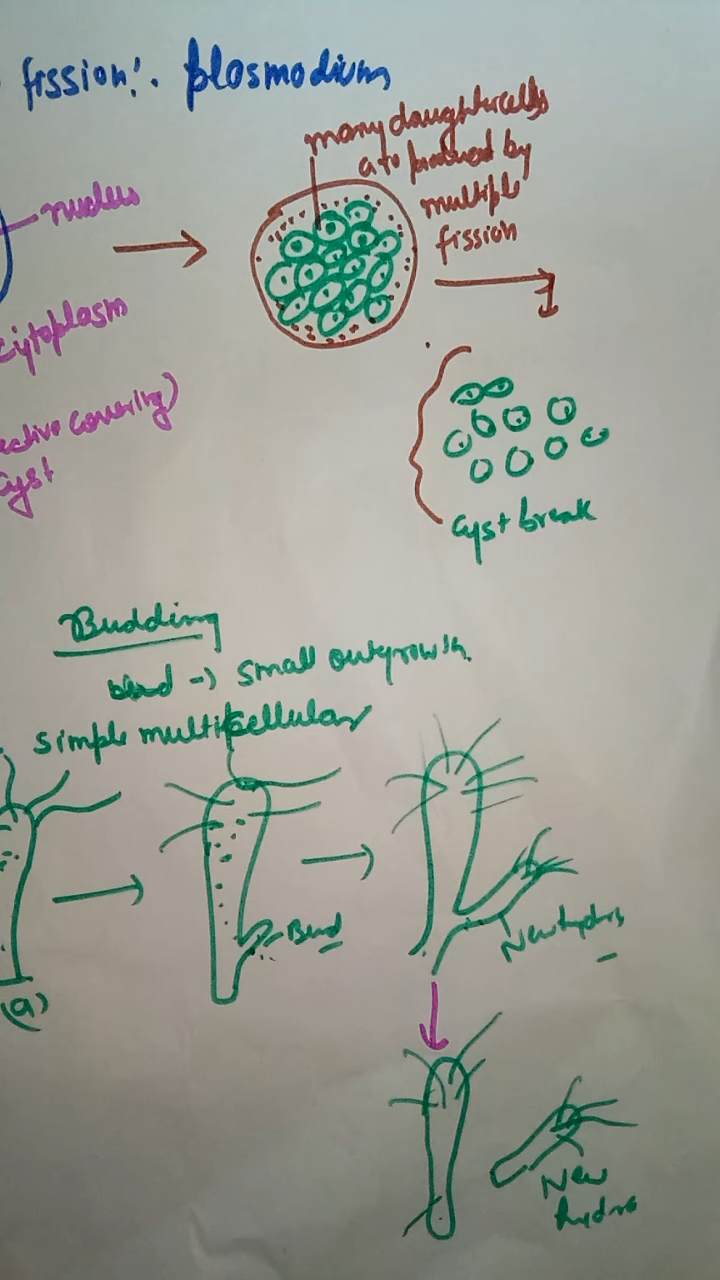 fission:. plasmodium
many daughter cells
are produced by
multiple
fission
nucleus
cytoplasm
ective covering)
cyst
Cyst break
Budding
bud -> small outgrowth.
simple multicellular
Bud
New hydra
(a)
New
hydra